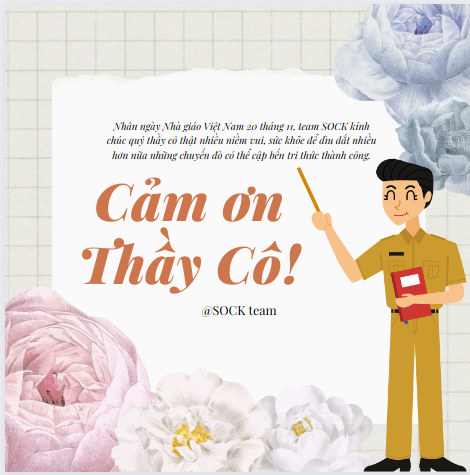 Nhân ngày Nhà giáo Việt Nam 20 tháng 11, team SOCK kính
chúc quý thầy cô thật nhiều niềm vui, sức khỏe để dìu dắt nhiều
hơn nữa những chuyến đò có thể cập bến tri thức thành công.
Cảm ơn
Thầy Cô!
@SOCK team